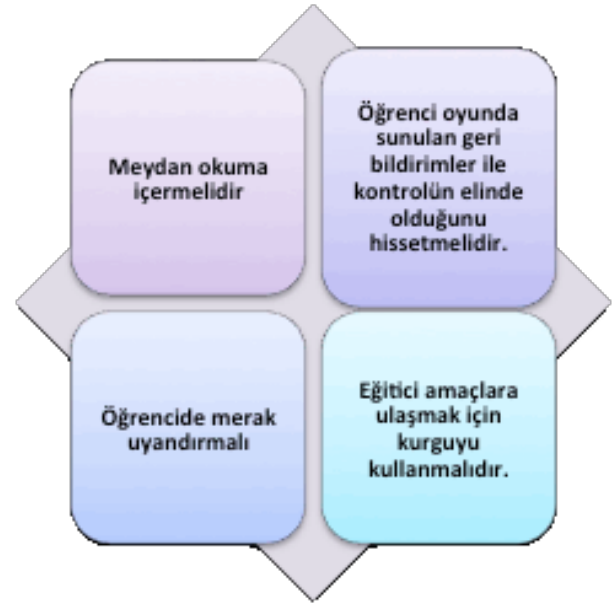 Meydan okuma
içermelidir
Öğrenci oyunda
sunulan geri
bildirimler ile
kontrolün elinde
olduğunu
hissetmelidir.
Öğrencide merak
uyandırmalı
Eğitici amaçlara
ulaşmak için
kurguyu
kullanmalıdır.